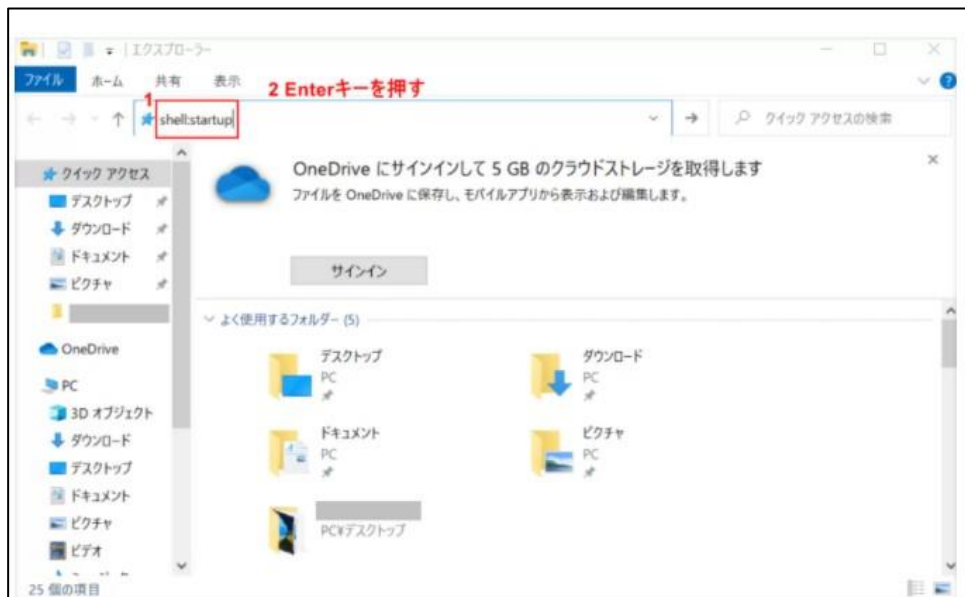 エクスプローラー
ファイル ホーム 共有 表示
1
2 Enterキーを押す
shell:startup
クイック アクセスの検索
クイック アクセス
デスクトップ
ダウンロード
ドキュメント
ピクチャ
OneDrive
PC
3D オブジェクト
ダウンロード
デスクトップ
ドキュメント
ピクチャ
ビデオ
25 個の項目
OneDrive にサインインして 5 GB のクラウドストレージを取得します
ファイルを OneDrive に保存し、モバイルアプリから表示および編集します。
サインイン
よく使用するフォルダー (5)
デスクトップ
PC
ダウンロード
PC
ドキュメント
PC
ピクチャ
PC
PC¥デスクトップ